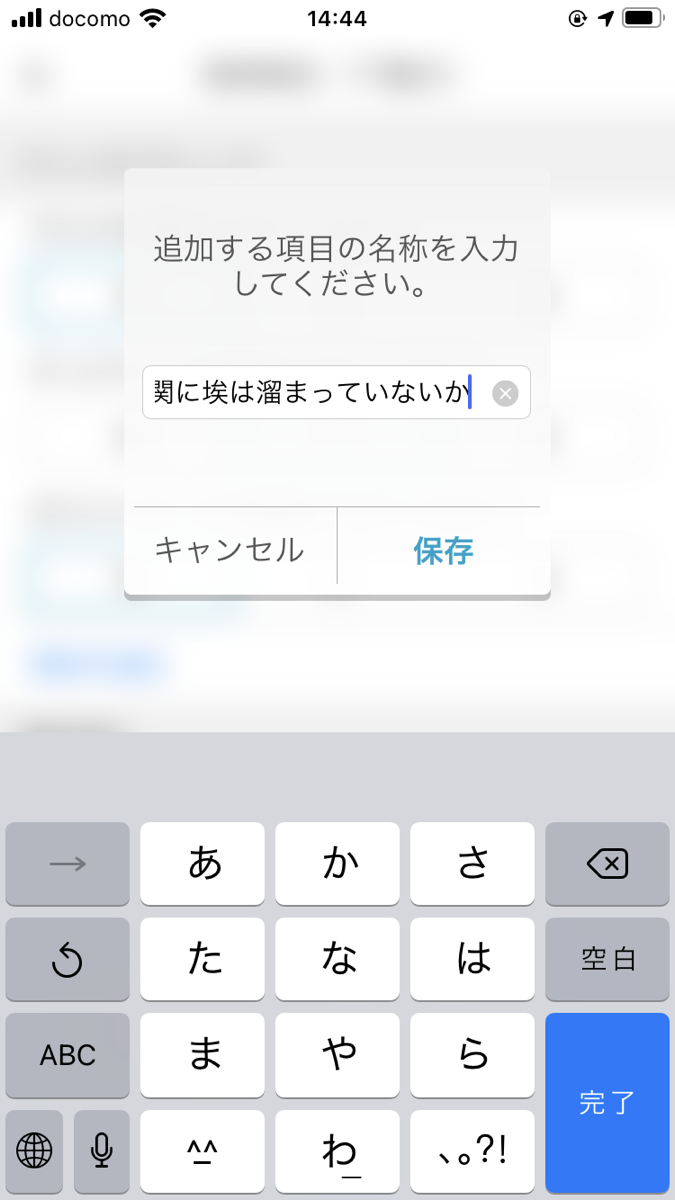 docomo 14:44
追加する項目の名称を入力
してください。
関に埃は溜まっていないか
キャンセル 保存
→ あ か さ
た な は 空白
ABC ま や ら
完了
^^ わ 、。?!